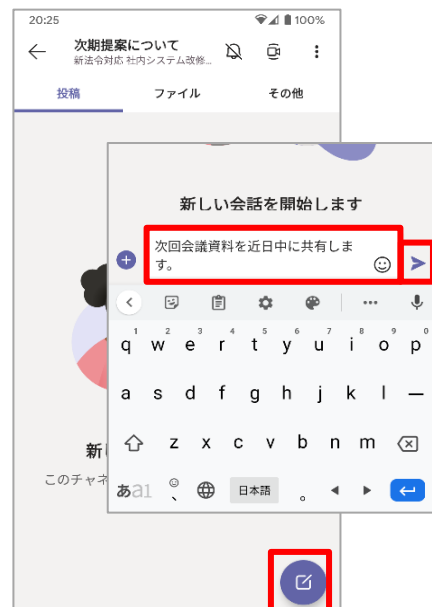 20:25
100%
次期提案について
新法令対応 社内システム改修...
投稿 ファイル その他
新しい会話を開始します
次回会議資料を近日中に共有しま
す。
1 2 3 4 5 6 7 8 9 0
q w e r t y u i o p
a s d f g h j k l ー
z x c v b n m
新し
このチャネ
あa1 、 日本語 。